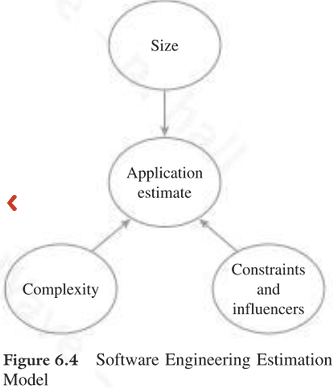 Size
Application
estimate
Complexity
Constraints
and
influencers
Figure 6.4 Software Engineering Estimation
Model